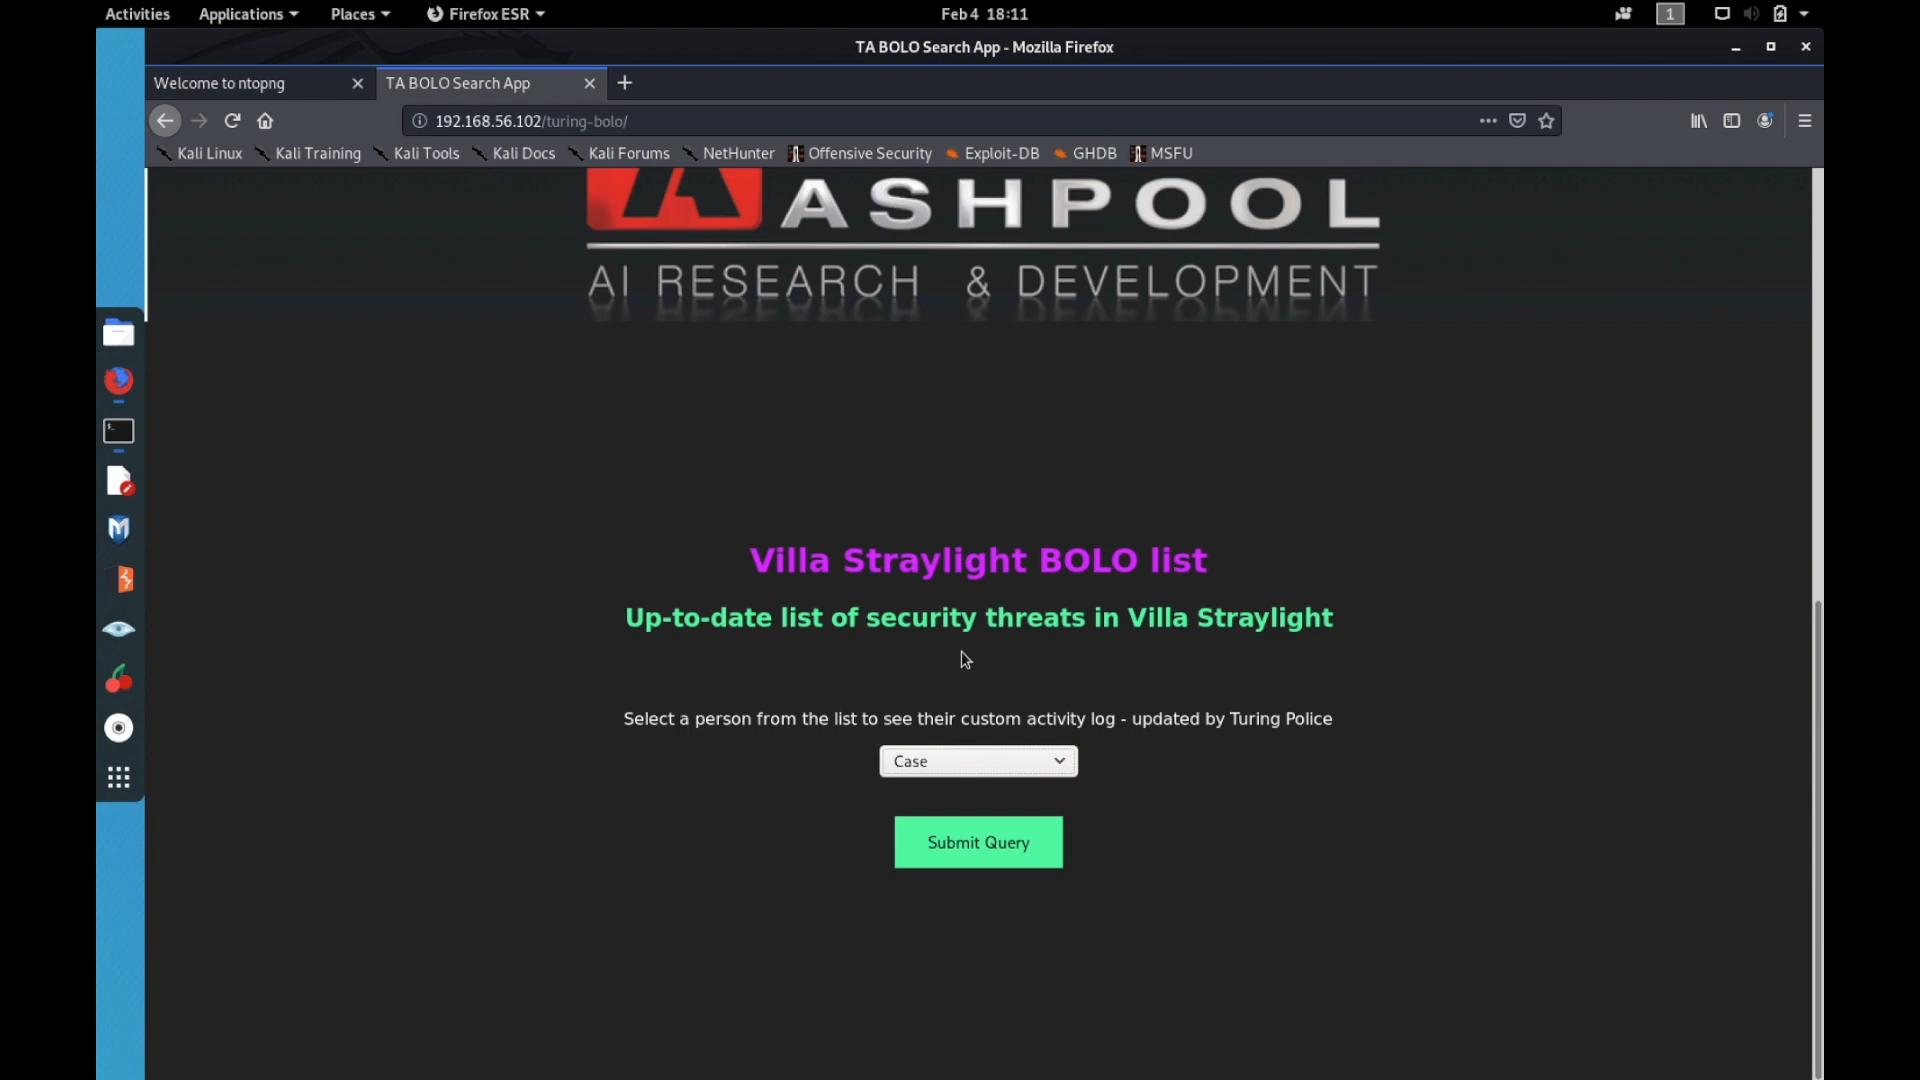 Activities Applications Places Firefox ESR Feb 4 18:11 1
TA BOLO Search App - Mozilla Firefox
Welcome to ntopng TA BOLO Search App
192.168.56.102/turing-bolo/
Kali Linux Kali Training Kali Tools Kali Docs Kali Forums NetHunter Offensive Security Exploit-DB GHDB MSFU
ASHPOOL
AI RESEARCH & DEVELOPMENT
Villa Straylight BOLO list
Up-to-date list of security threats in Villa Straylight
Select a person from the list to see their custom activity log - updated by Turing Police
Case
Submit Query